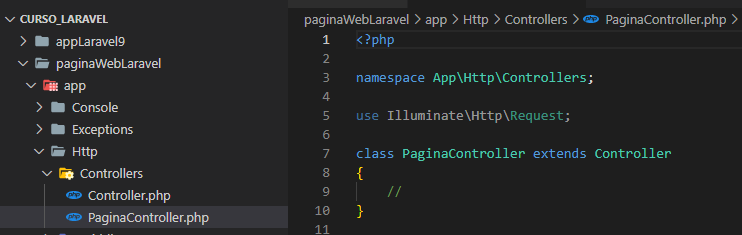 CURSO_LARAVEL
appLaravel9
paginaWebLaravel
app
Console
Exceptions
Http
Controllers
php Controller.php
php PaginaController.php
paginaWebLaravel > app > Http > Controllers > php PaginaController.php >
1 <?php
2
3 namespace App\Http\Controllers;
4
5 use Illuminate\Http\Request;
6
7 class PaginaController extends Controller
8 {
9 //
10 }
11